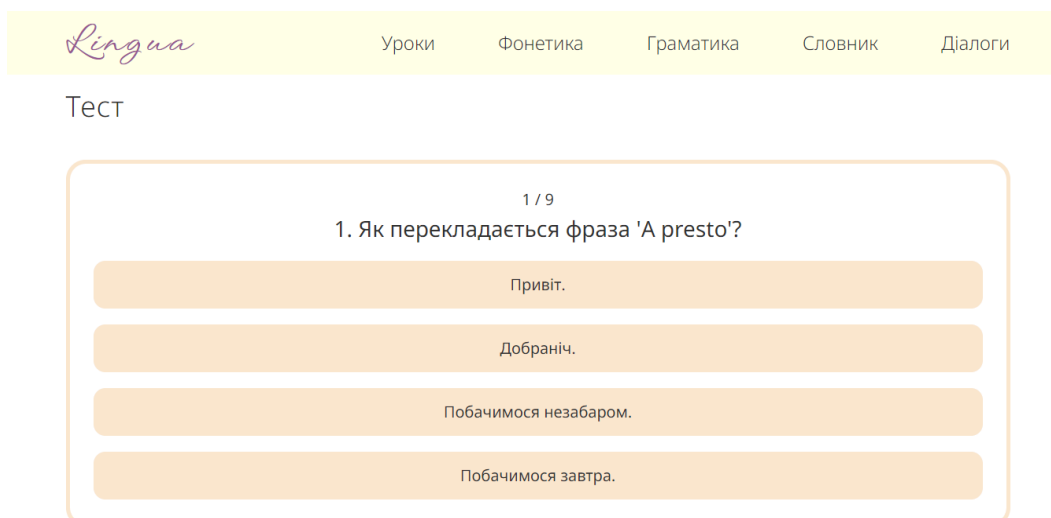 Lingua Уроки Фонетика Граматика Словник Діалоги
Тест
1 / 9
1. Як перекладається фраза 'A presto'?
Привіт.
Добраніч.
Побачимося незабаром.
Побачимося завтра.